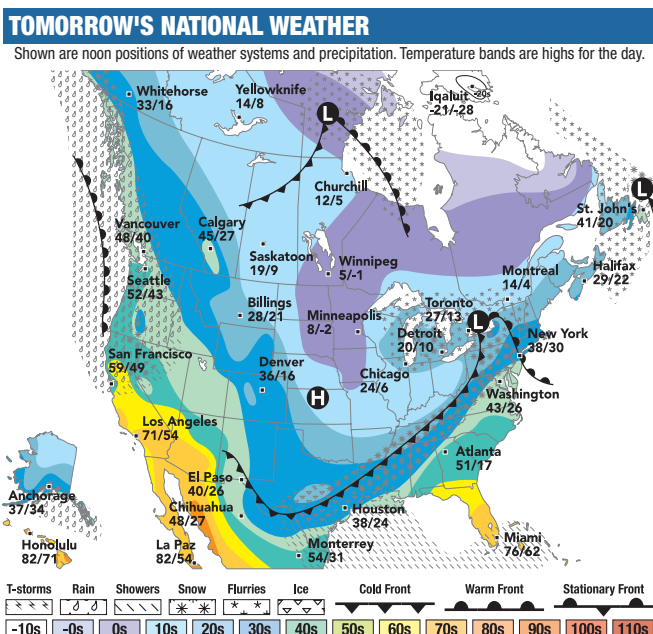 TOMORROW'S NATIONAL WEATHER
Shown are noon positions of weather systems and precipitation. Temperature bands are highs for the day.
Whitehorse
33/16
Yellowknife
14/8
Iqaluit
-21/-28
-20s
L
Churchill
12/5
L
St. John's
41/20
Vancouver
48/40
Calgary
45/27
Saskatoon
19/9
Winnipeg
5/-1
Montreal
14/4
Halifax
29/22
Seattle
52/43
Billings
28/21
Minneapolis
8/-2
Toronto
27/13
L
Detroit
20/10
New York
38/30
San Francisco
59/49
Denver
36/16
H
Chicago
24/6
Washington
43/26
Los Angeles
71/54
Atlanta
51/17
El Paso
40/26
Anchorage
37/34
Chihuahua
48/27
Houston
38/24
Honolulu
82/71
La Paz
82/54
Monterrey
54/31
Miami
76/62
T-storms Rain Showers Snow Flurries Ice Cold Front Warm Front Stationary Front
-10s -0s 0s 10s 20s 30s 40s 50s 60s 70s 80s 90s 100s 110s